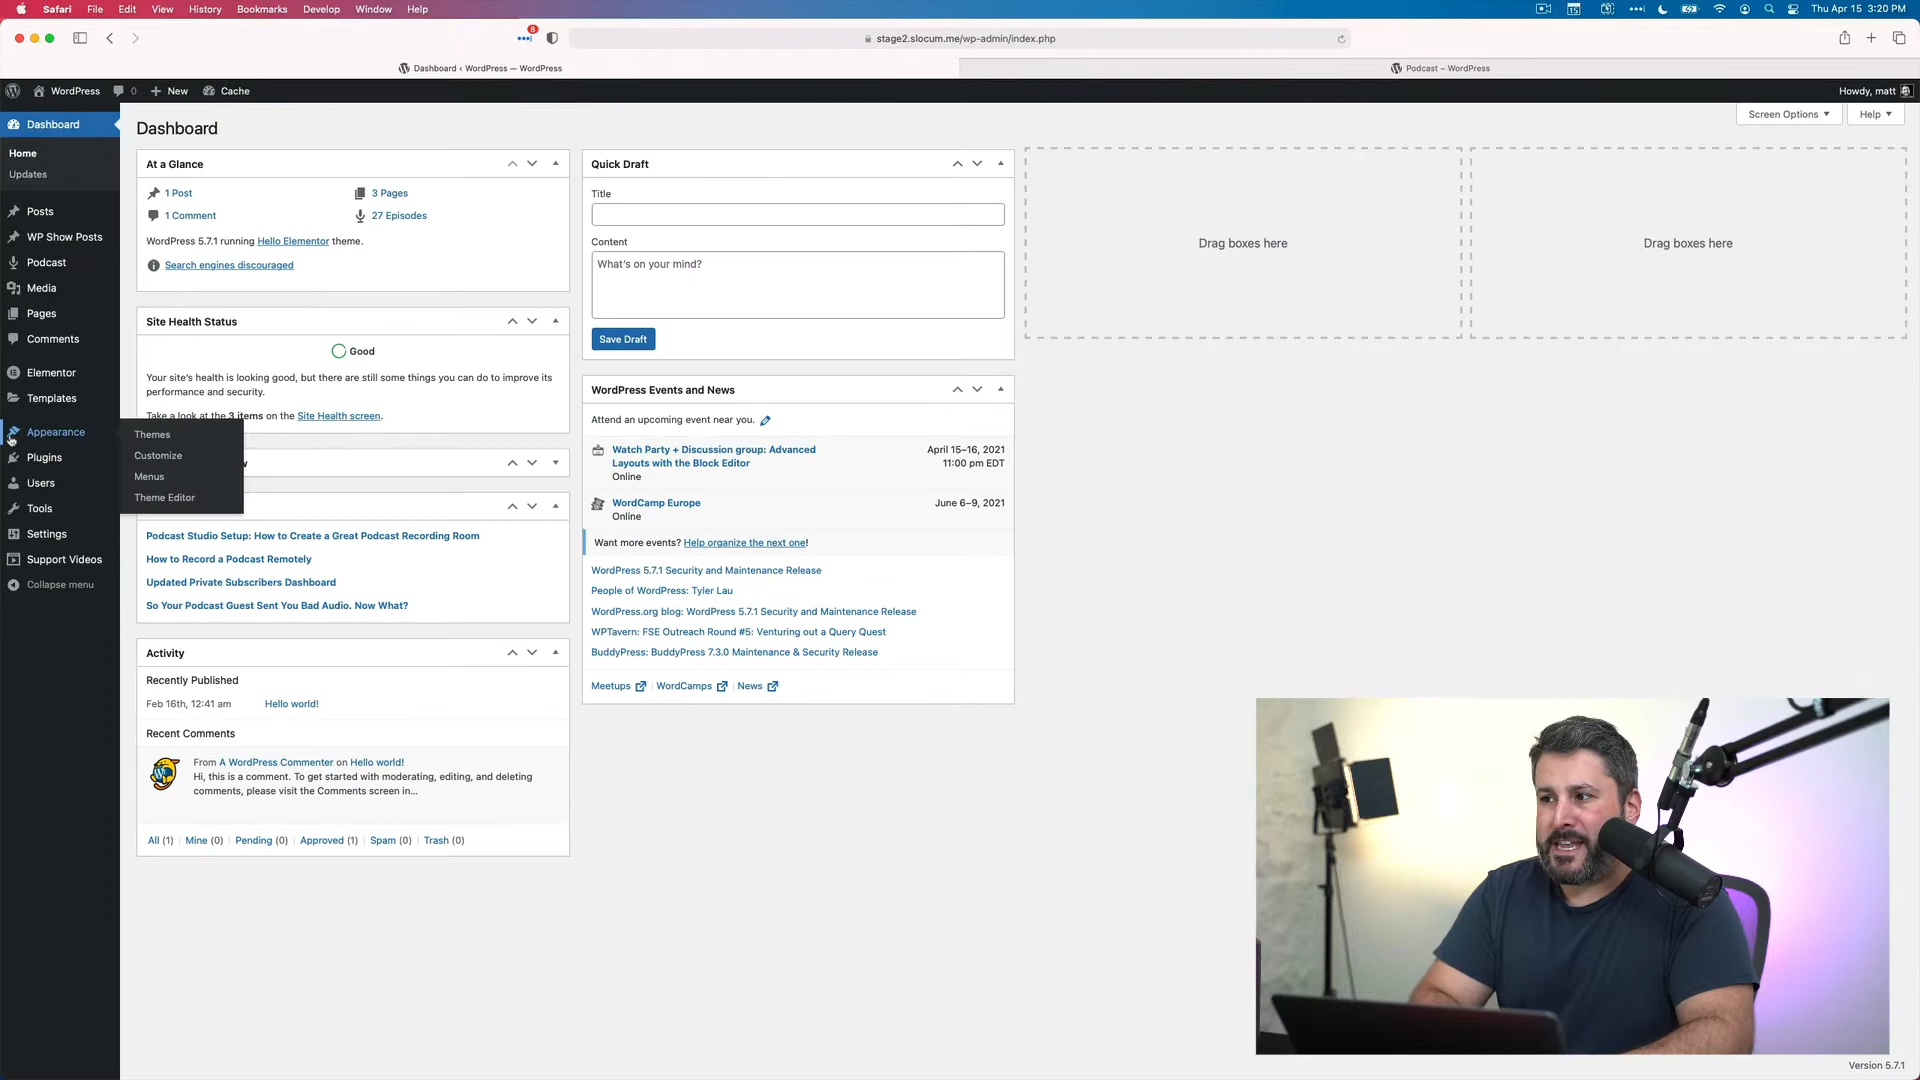 Safari File Edit View History Bookmarks Develop Window Help
15
Thu Apr 15 3:20 PM
8
stage2.slocum.me/wp-admin/index.php
Dashboard ‹ WordPress — WordPress
Podcast – WordPress
WordPress 0 New Cache
Howdy, matt
Dashboard
Home
Updates
Posts
WP Show Posts
Podcast
Media
Pages
Comments
Elementor
Templates
Appearance
Plugins
Users
Tools
Settings
Support Videos
Collapse menu
Themes
Customize
Menus
Theme Editor
Dashboard
Screen Options
Help
At a Glance
1 Post
3 Pages
1 Comment
27 Episodes
WordPress 5.7.1 running Hello Elementor theme.
Search engines discouraged
Site Health Status
Good
Your site's health is looking good, but there are still some things you can do to improve its
performance and security.
Take a look at the 3 items on the Site Health screen.
Podcast Studio Setup: How to Create a Great Podcast Recording Room
How to Record a Podcast Remotely
Updated Private Subscribers Dashboard
So Your Podcast Guest Sent You Bad Audio. Now What?
Activity
Recently Published
Feb 16th, 12:41 am Hello world!
Recent Comments
From A WordPress Commenter on Hello world!
Hi, this is a comment. To get started with moderating, editing, and deleting
comments, please visit the Comments screen in…
All (1) | Mine (0) | Pending (0) | Approved (1) | Spam (0) | Trash (0)
Quick Draft
Title
Content
What's on your mind?
Save Draft
WordPress Events and News
Attend an upcoming event near you.
Watch Party + Discussion group: Advanced
Layouts with the Block Editor
Online
April 15–16, 2021
11:00 pm EDT
WordCamp Europe
Online
June 6–9, 2021
Want more events? Help organize the next one!
WordPress 5.7.1 Security and Maintenance Release
People of WordPress: Tyler Lau
WordPress.org blog: WordPress 5.7.1 Security and Maintenance Release
WPTavern: FSE Outreach Round #5: Venturing out a Query Quest
BuddyPress: BuddyPress 7.3.0 Maintenance & Security Release
Meetups | WordCamps | News
Drag boxes here
Drag boxes here
Version 5.7.1